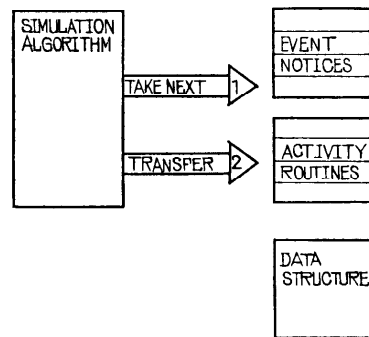 SIMULATION
ALGORITHM
TAKE NEXT
1
EVENT
NOTICES
TRANSFER
2
ACTIVITY
ROUTINES
DATA
STRUCTURE